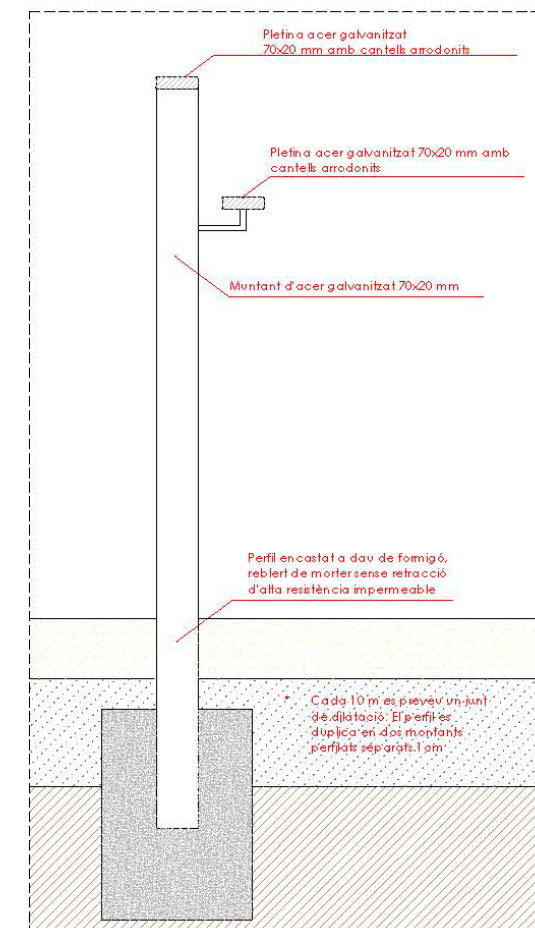 Pletina acer galvanitzat
70x20 mm amb cantells arrodonits
Pletina acer galvanitzat 70x20 mm amb
cantells arrodonits
Muntant d'acer galvanitzat 70x20 mm
Perfil encastat a dau de formigó,
reblert de morter sense retracció
d'alta resistència impermeable
* Cada 10 m es preveu un junt
de dilatació. El perfil es
duplica en dos montants
perfilats separats 1 cm